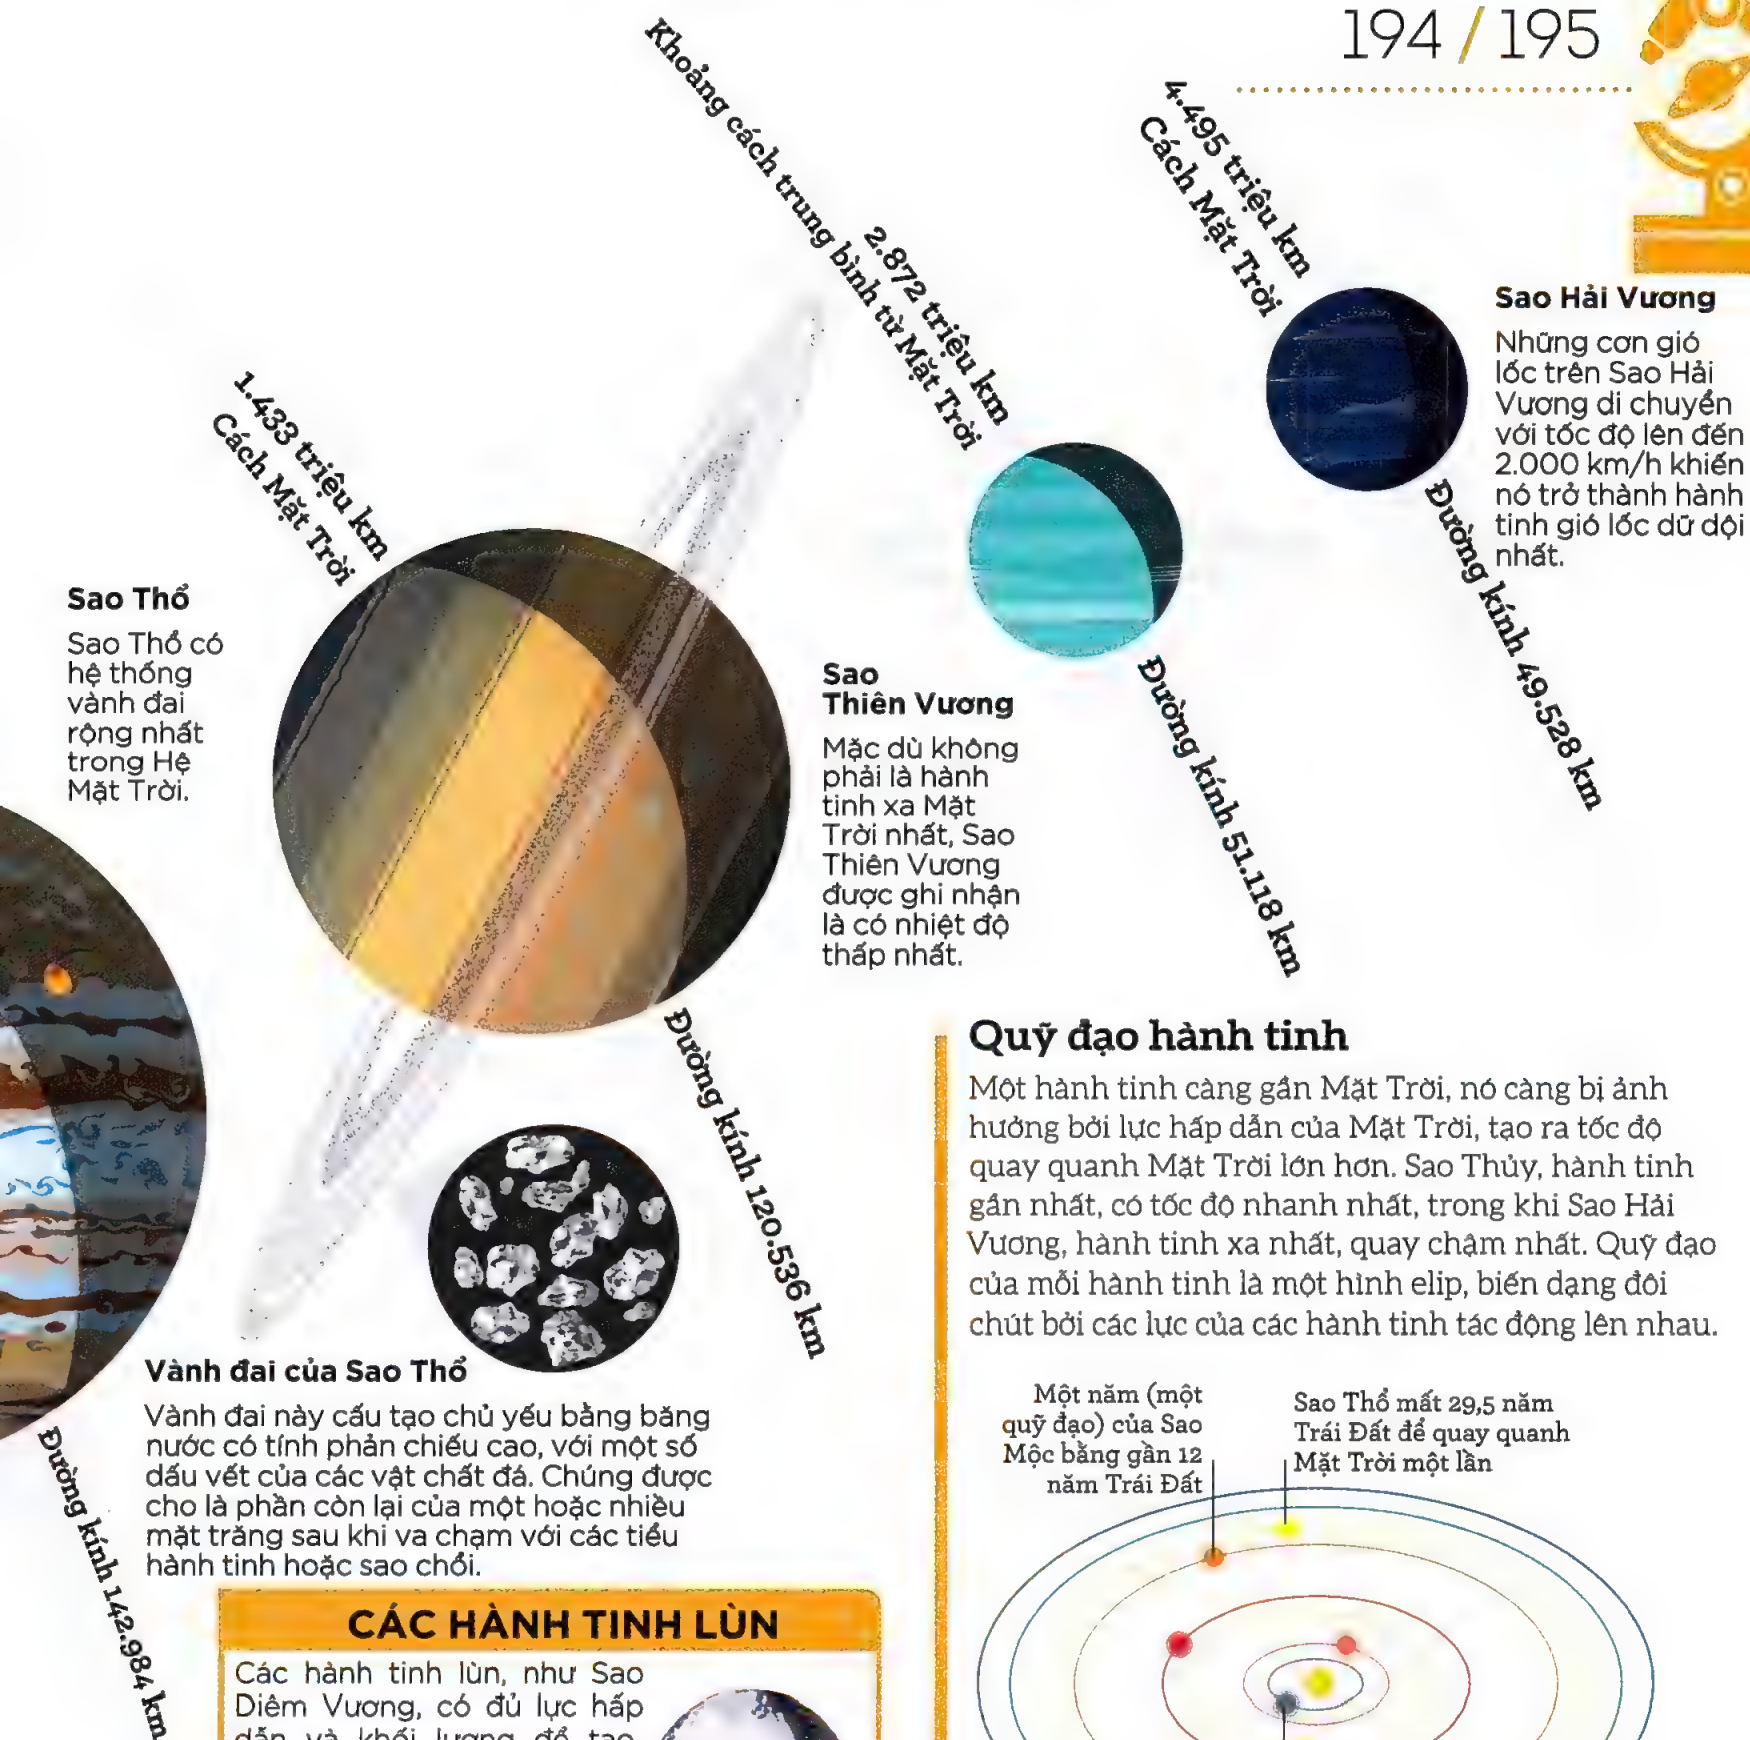 194 / 195
Khoảng cách trung bình từ Mặt Trời
2.872 triệu km
4.495 triệu km
Cách Mặt Trời
Sao Hải Vương
Những cơn gió
lốc trên Sao Hải
Vương di chuyển
với tốc độ lên đến
2.000 km/h khiến
nó trở thành hành
tinh gió lốc dữ dội
nhất.
Đường kính 49.528 km
1.433 triệu km
Cách Mặt Trời
Sao Thổ
Sao Thổ có
hệ thống
vành đai
rộng nhất
trong Hệ
Mặt Trời.
Sao
Thiên Vương
Mặc dù không
phải là hành
tinh xa Mặt
Trời nhất, Sao
Thiên Vương
được ghi nhận
là có nhiệt độ
thấp nhất.
Đường kính 51.118 km
Đường kính 120.536 km
Vành đai của Sao Thổ
Vành đai này cấu tạo chủ yếu bằng băng
nước có tính phản chiếu cao, với một số
dấu vết của các vật chất đá. Chúng được
cho là phần còn lại của một hoặc nhiều
mặt trăng sau khi va chạm với các tiểu
hành tinh hoặc sao chổi.
Đường kính 142.984 km
CÁC HÀNH TINH LÙN
Các hành tinh lùn, như Sao
Diêm Vương, có đủ lực hấp
dẫn và khối lượng để tạo
Quỹ đạo hành tinh
Một hành tinh càng gần Mặt Trời, nó càng bị ảnh
hưởng bởi lực hấp dẫn của Mặt Trời, tạo ra tốc độ
quay quanh Mặt Trời lớn hơn. Sao Thủy, hành tinh
gần nhất, có tốc độ nhanh nhất, trong khi Sao Hải
Vương, hành tinh xa nhất, quay chậm nhất. Quỹ đạo
của mỗi hành tinh là một hình elip, biến dạng đôi
chút bởi các lực của các hành tinh tác động lên nhau.
Một năm (một
quỹ đạo) của Sao
Mộc bằng gần 12
năm Trái Đất
Sao Thổ mất 29,5 năm
Trái Đất để quay quanh
Mặt Trời một lần